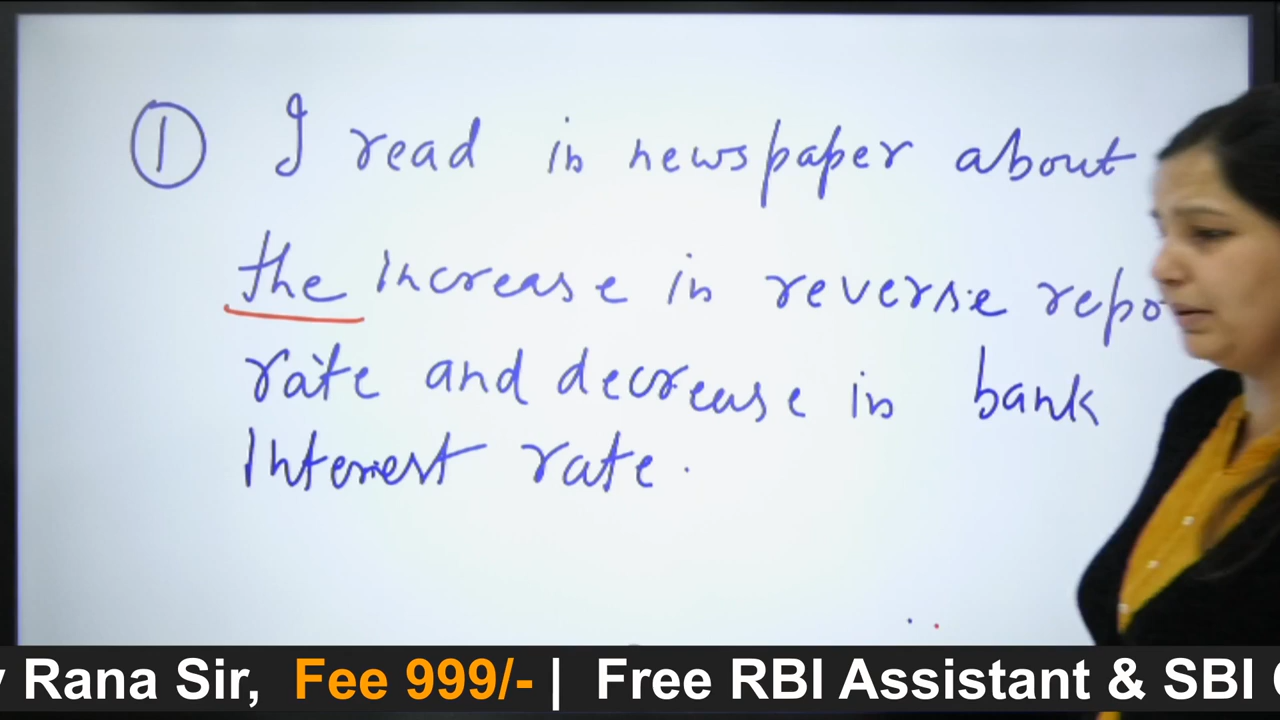 1 I read in newspaper about
the increase in reverse repo
rate and decrease in bank
interest rate.
Rana Sir, Fee 999/- | Free RBI Assistant & SBI